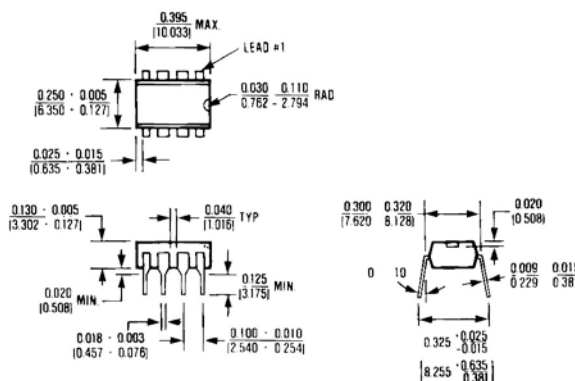 0.395
(10.033) MAX.
LEAD #1
0.250 · 0.005
(6.350 · 0.127)
0.030 0.110
0.762 - 2.794 RAD
0.025 · 0.015
(0.635 · 0.381)
0.130 · 0.005
(3.302 · 0.127)
0.040
(1.016) TYP
0.020
(0.508) MIN.
0.125
(3.175) MIN.
0.018 · 0.003
(0.457 · 0.076)
0.100 · 0.010
(2.540 · 0.254)
0.300 0.320
(7.620 8.128)
0.020
(0.508)
0 10
0.009 0.015
0.229 0.381
0.325 +0.025
-0.015
[8.255 +0.635
0.381]